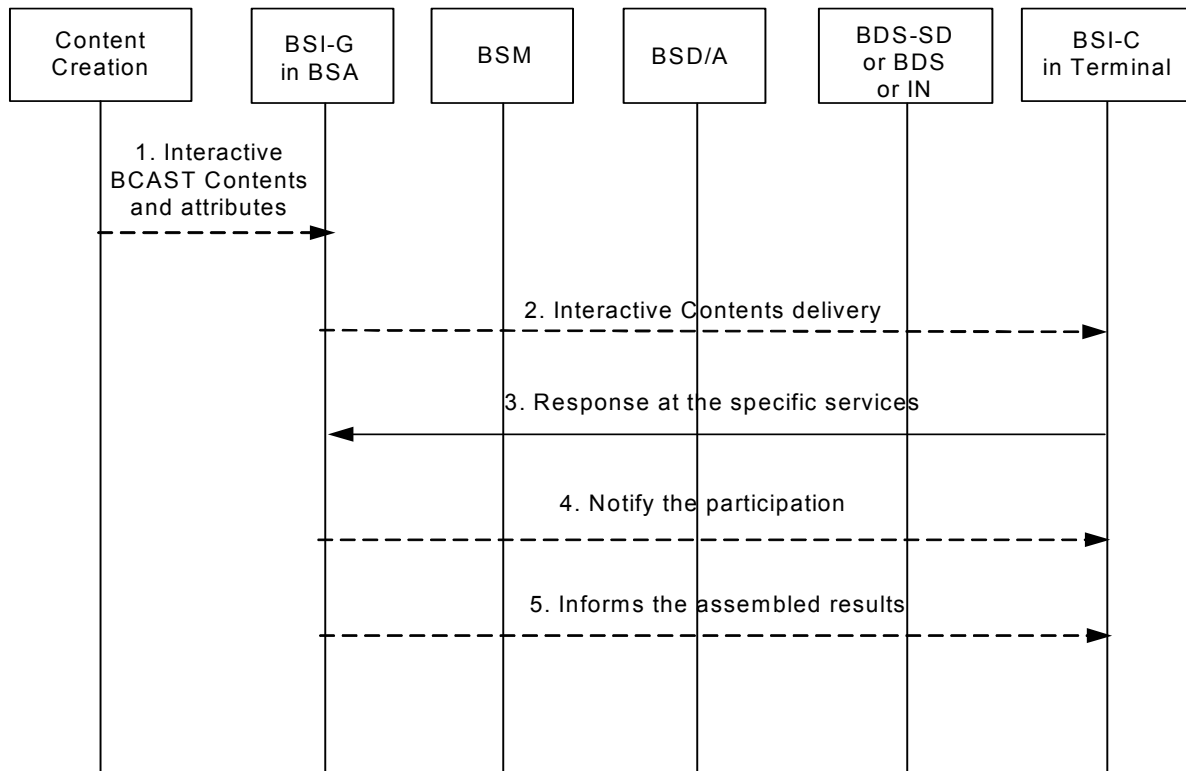 Content
Creation
BSI-G
in BSA
BSM
BSD/A
BDS-SD
or BDS
or IN
BSI-C
in Terminal
1. Interactive
BCAST Contents
and attributes
2. Interactive Contents delivery
3. Response at the specific services
4. Notify the participation
5. Informs the assembled results